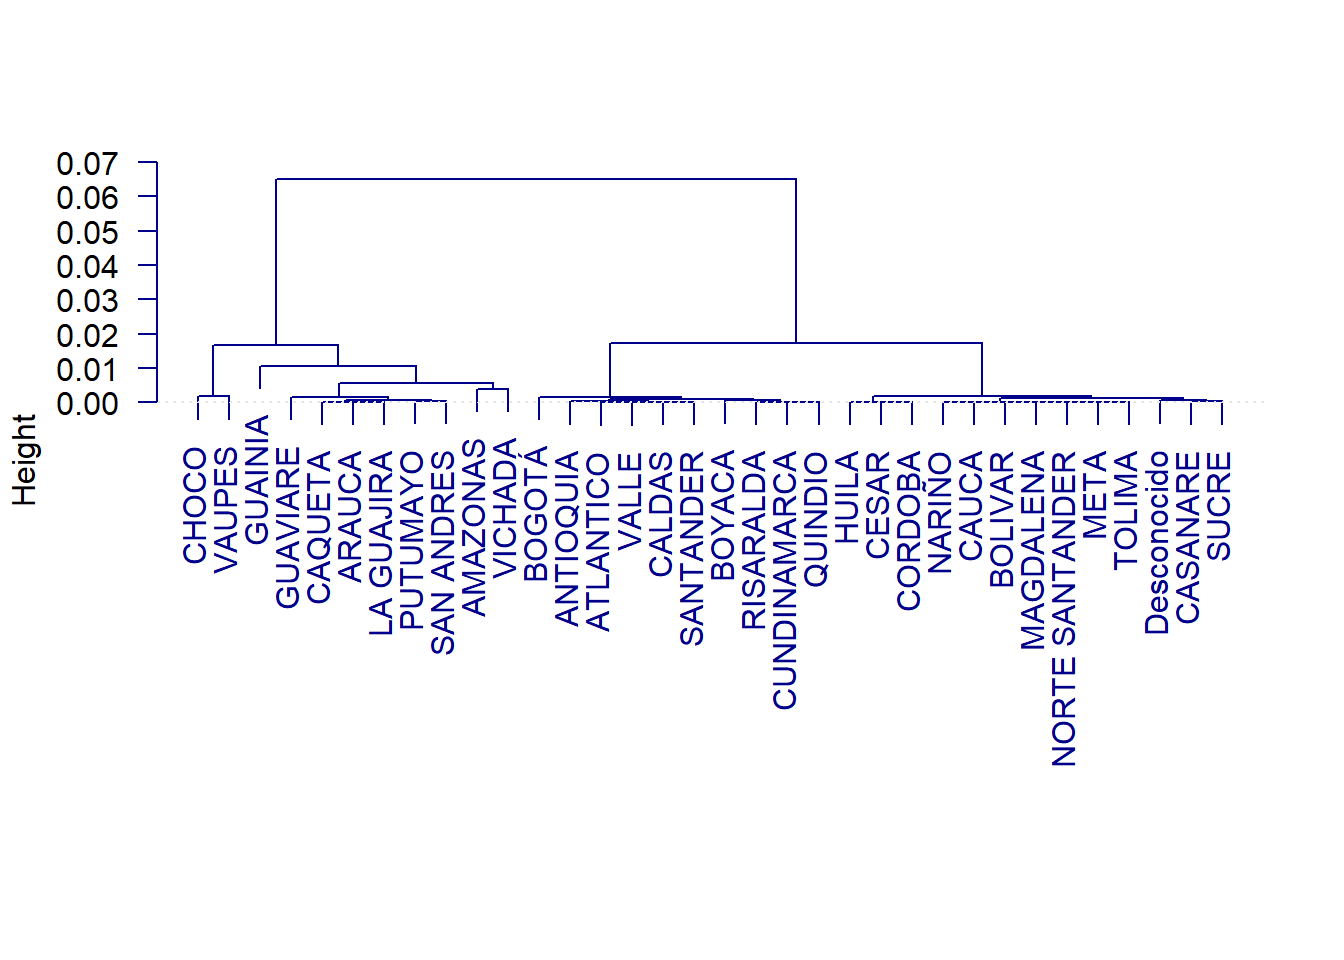 0.07
0.06
0.05
0.04
0.03
0.02
0.01
0.00
Height
CHOCO
VAUPES
GUAINIA
GUAVIARE
CAQUETA
ARAUCA
LA GUAJIRA
PUTUMAYO
SAN ANDRES
AMAZONAS
VICHADA
BOGOTÁ
ANTIOQUIA
ATLANTICO
VALLE
CALDAS
SANTANDER
BOYACA
RISARALDA
CUNDINAMARCA
QUINDIO
HUILA
CESAR
CORDOBA
NARIÑO
CAUCA
BOLIVAR
MAGDALENA
NORTE SANTANDER
META
TOLIMA
Desconocido
CASANARE
SUCRE